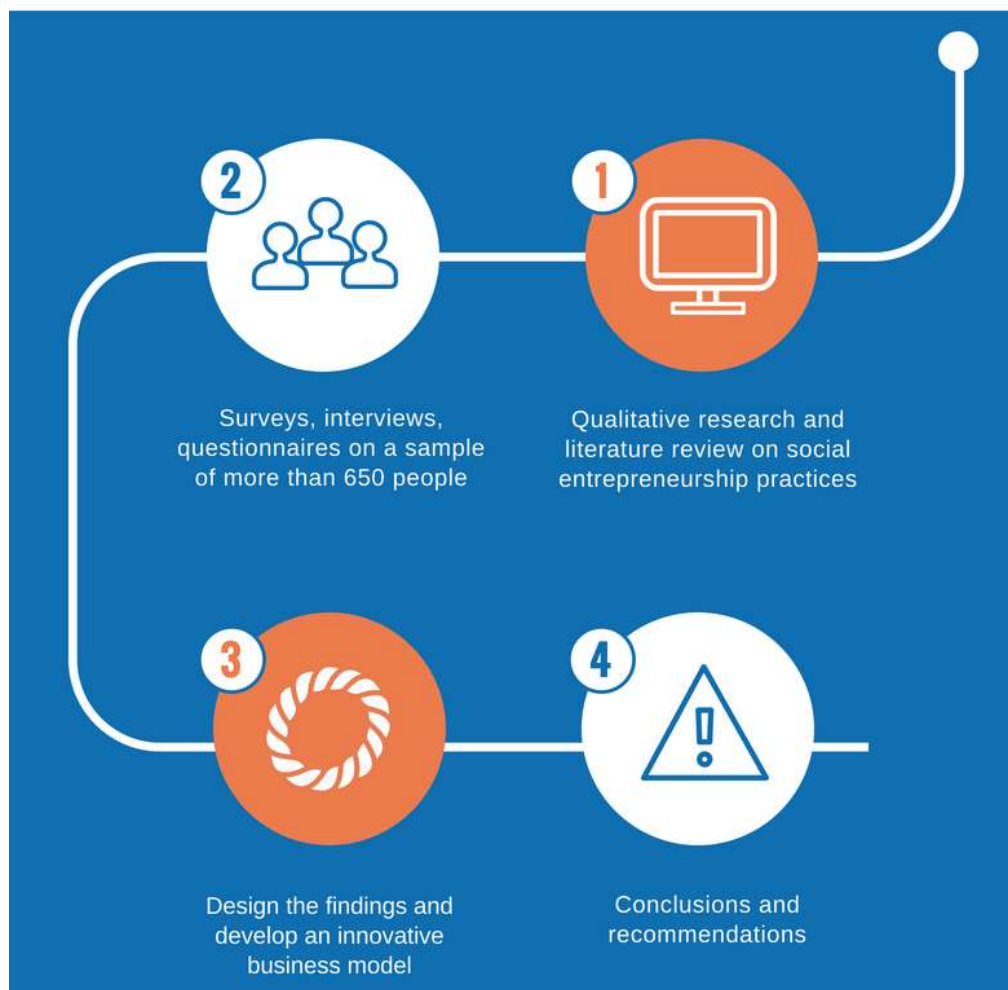 1
Qualitative research and
literature review on social
entrepreneurship practices
2
Surveys, interviews,
questionnaires on a sample
of more than 650 people
3
Design the findings and
develop an innovative
business model
4
Conclusions and
recommendations